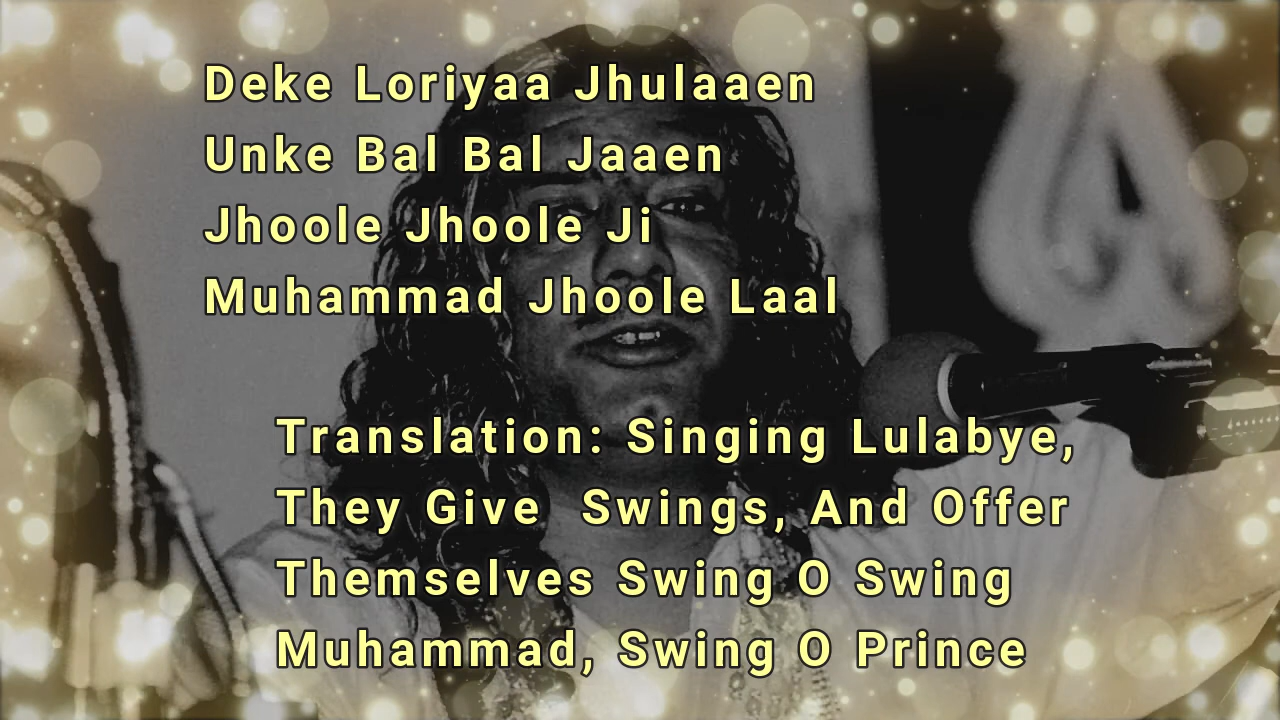 Deke Loriyaa Jhulaaen
Unke Bal Bal Jaaen
Jhoole Jhoole Ji
Muhammad Jhoole Laal
Translation: Singing Lulabye,
They Give Swings, And Offer
Themselves Swing O Swing
Muhammad, Swing O Prince